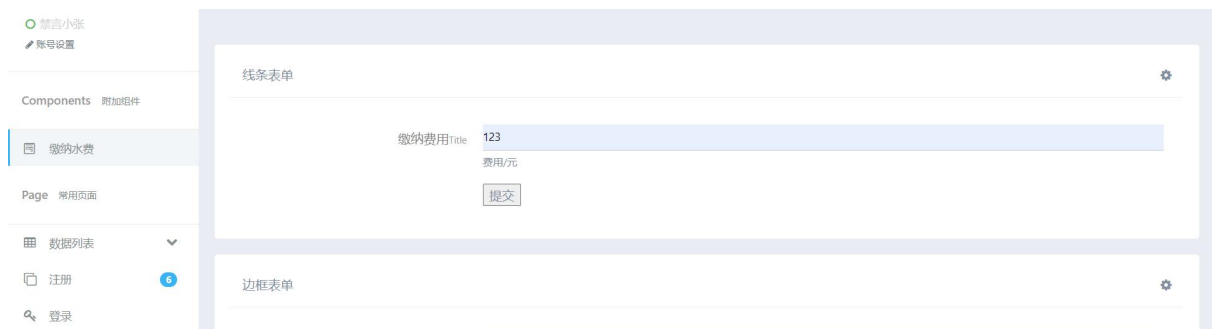 禁言小张
账号设置
Components 附加组件
缴纳水费
Page 常用页面
数据列表
注册 6
登录
线条表单
缴纳费用Title 123
费用/元
提交
边框表单